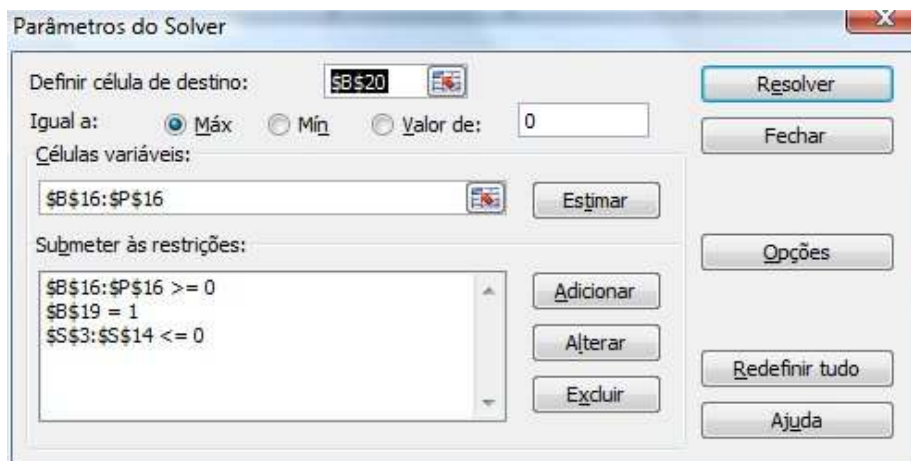 Parâmetros do Solver
Definir célula de destino: $B$20
Resolver
Igual a: Máx Mín Valor de: 0
Fechar
Células variáveis:
$B$16:$P$16
Estimar
Submeter às restrições:
Opções
$B$16:$P$16 >= 0
$B$19 = 1
$S$3:$S$14 <= 0
Adicionar
Alterar
Excluir
Redefinir tudo
Ajuda